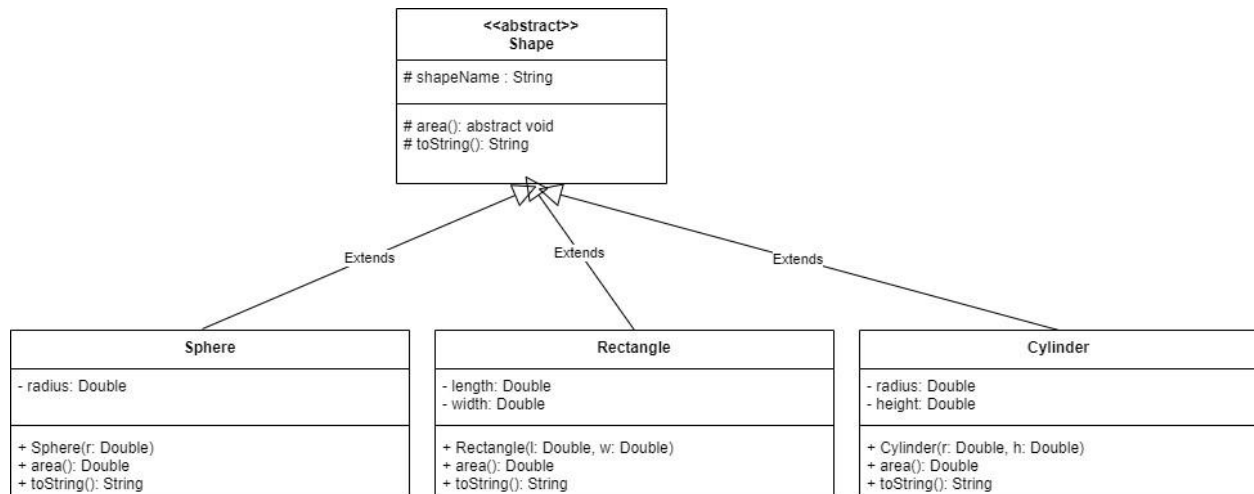 <<abstract>>
Shape
# shapeName : String
# area(): abstract void
# toString(): String
Extends
Extends
Extends
Sphere
- radius: Double
+ Sphere(r: Double)
+ area(): Double
+ toString(): String
Rectangle
- length: Double
- width: Double
+ Rectangle(l: Double, w: Double)
+ area(): Double
+ toString(): String
Cylinder
- radius: Double
- height: Double
+ Cylinder(r: Double, h: Double)
+ area(): Double
+ toString(): String